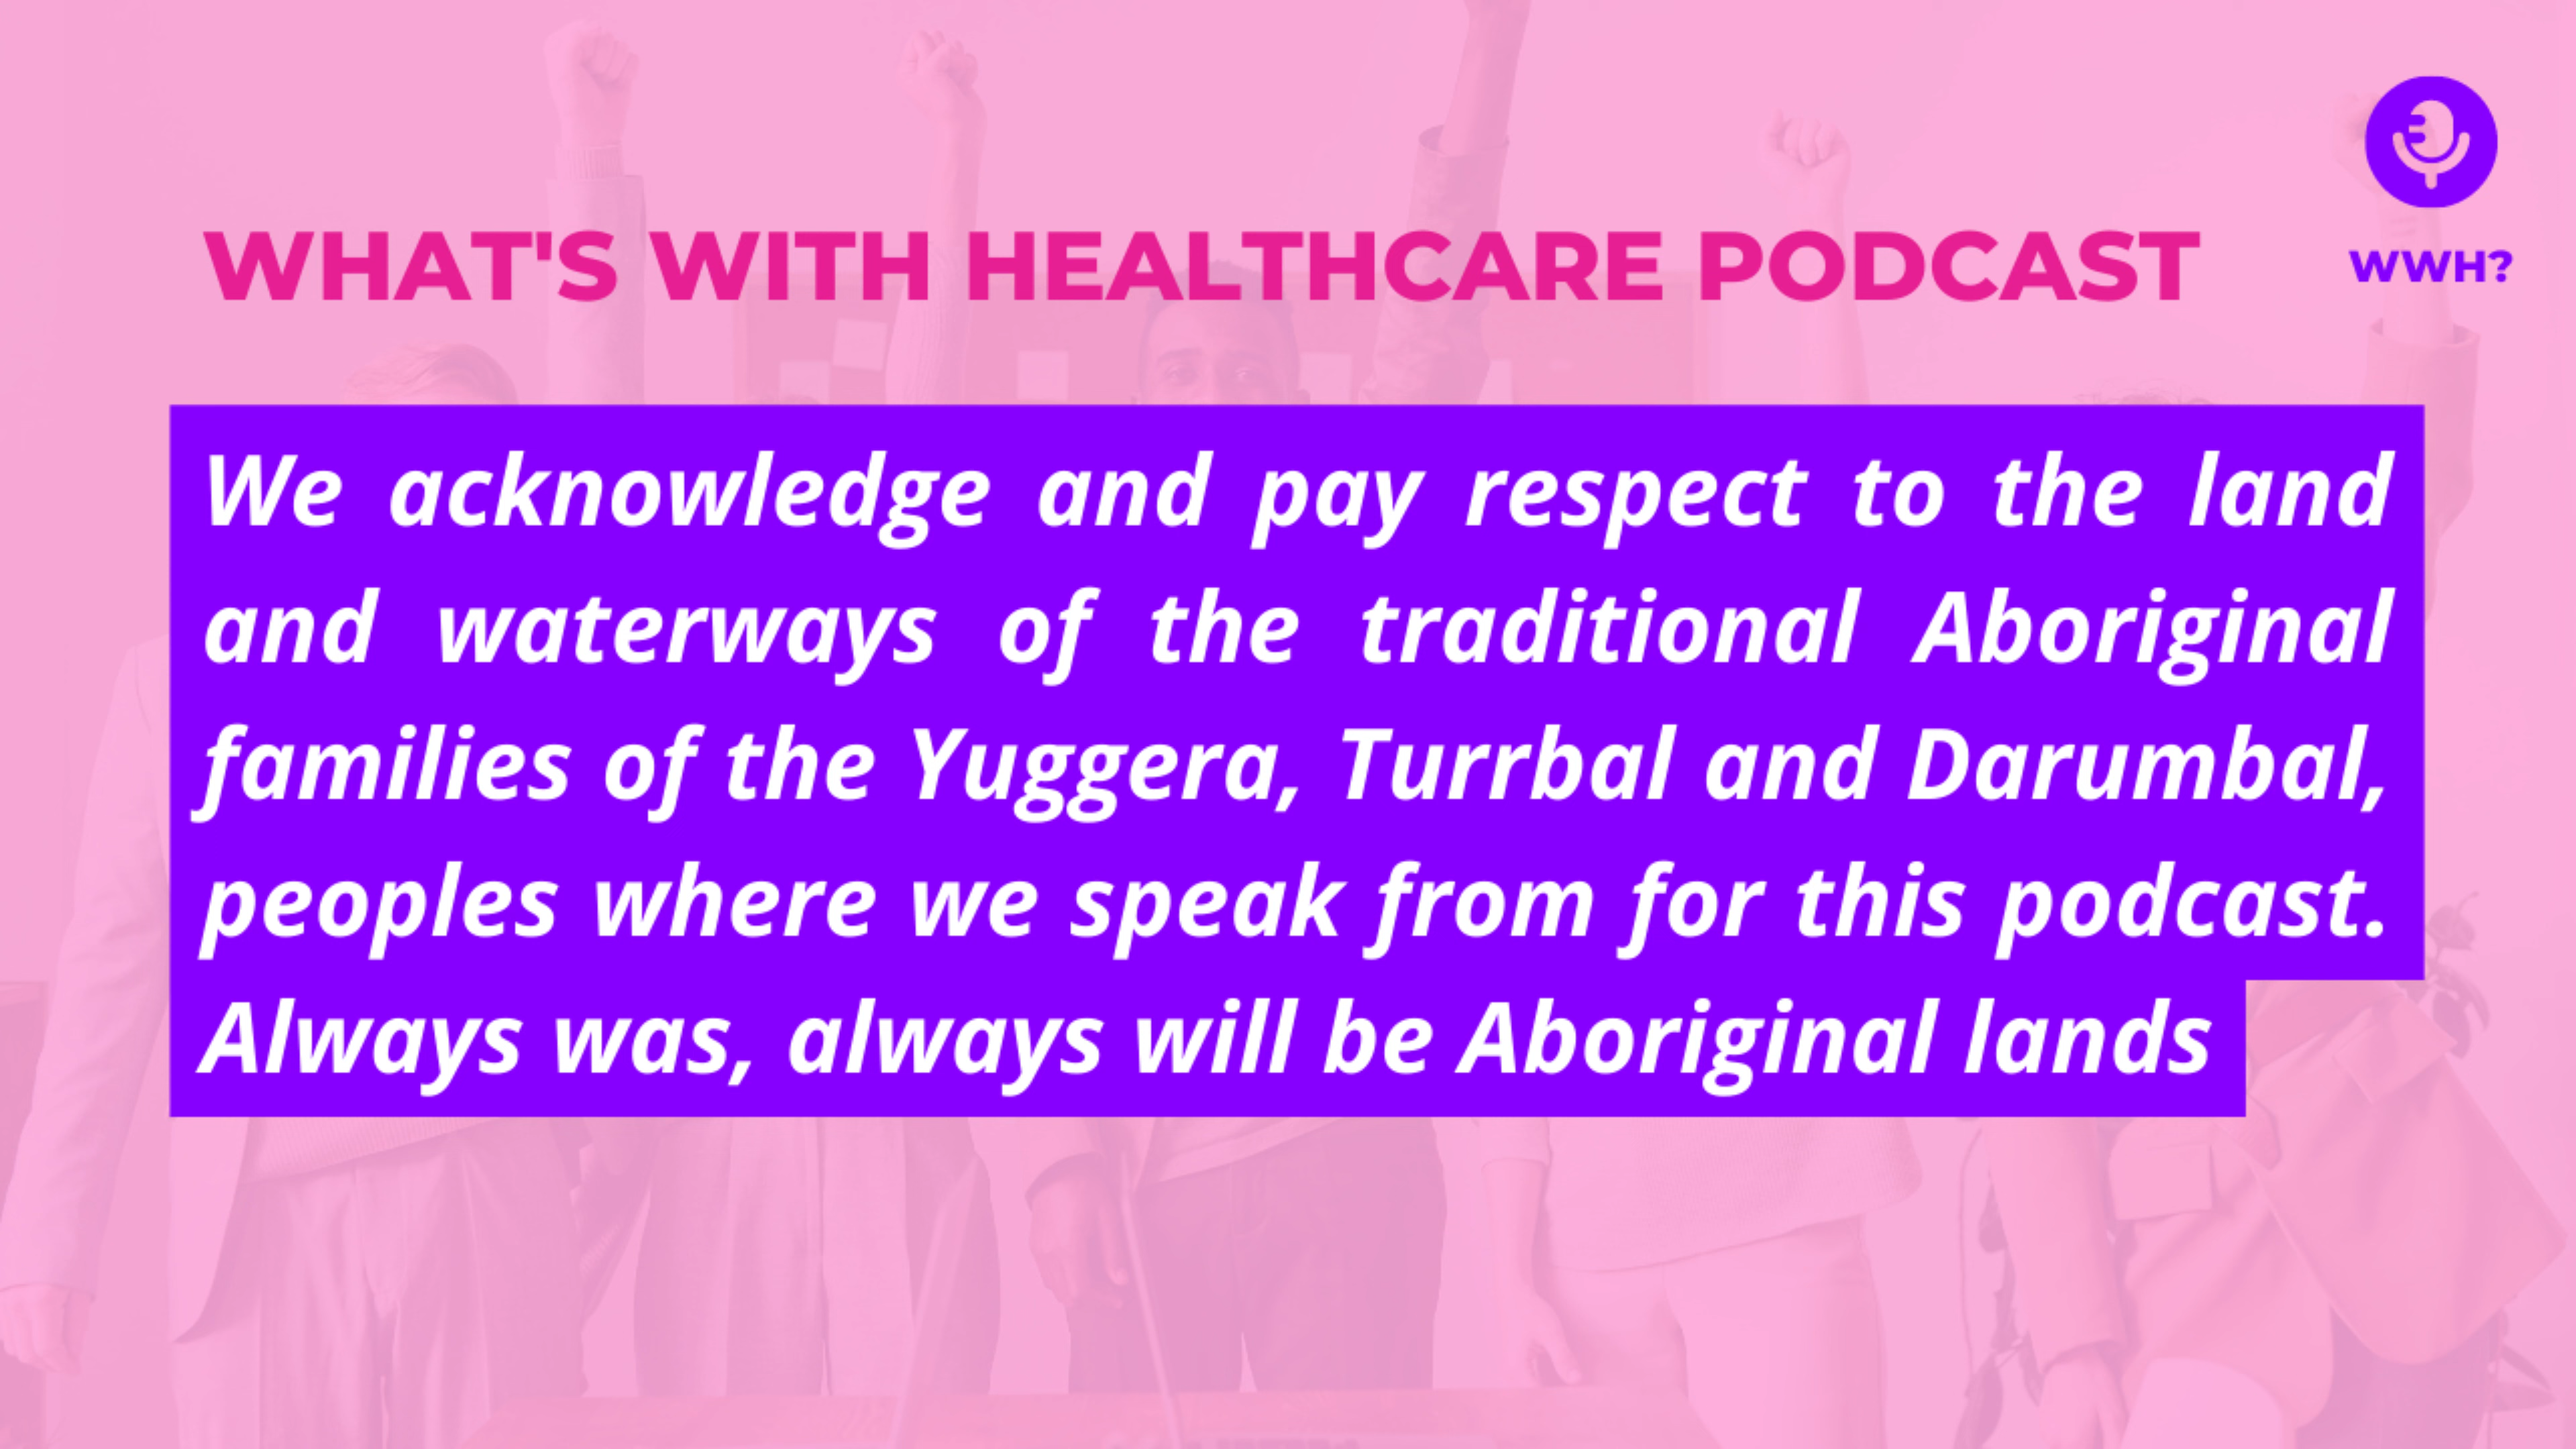 WHAT'S WITH HEALTHCARE PODCAST
WWH?
We acknowledge and pay respect to the land
and waterways of the traditional Aboriginal
families of the Yuggera, Turrbal and Darumbal,
peoples where we speak from for this podcast.
Always was, always will be Aboriginal lands